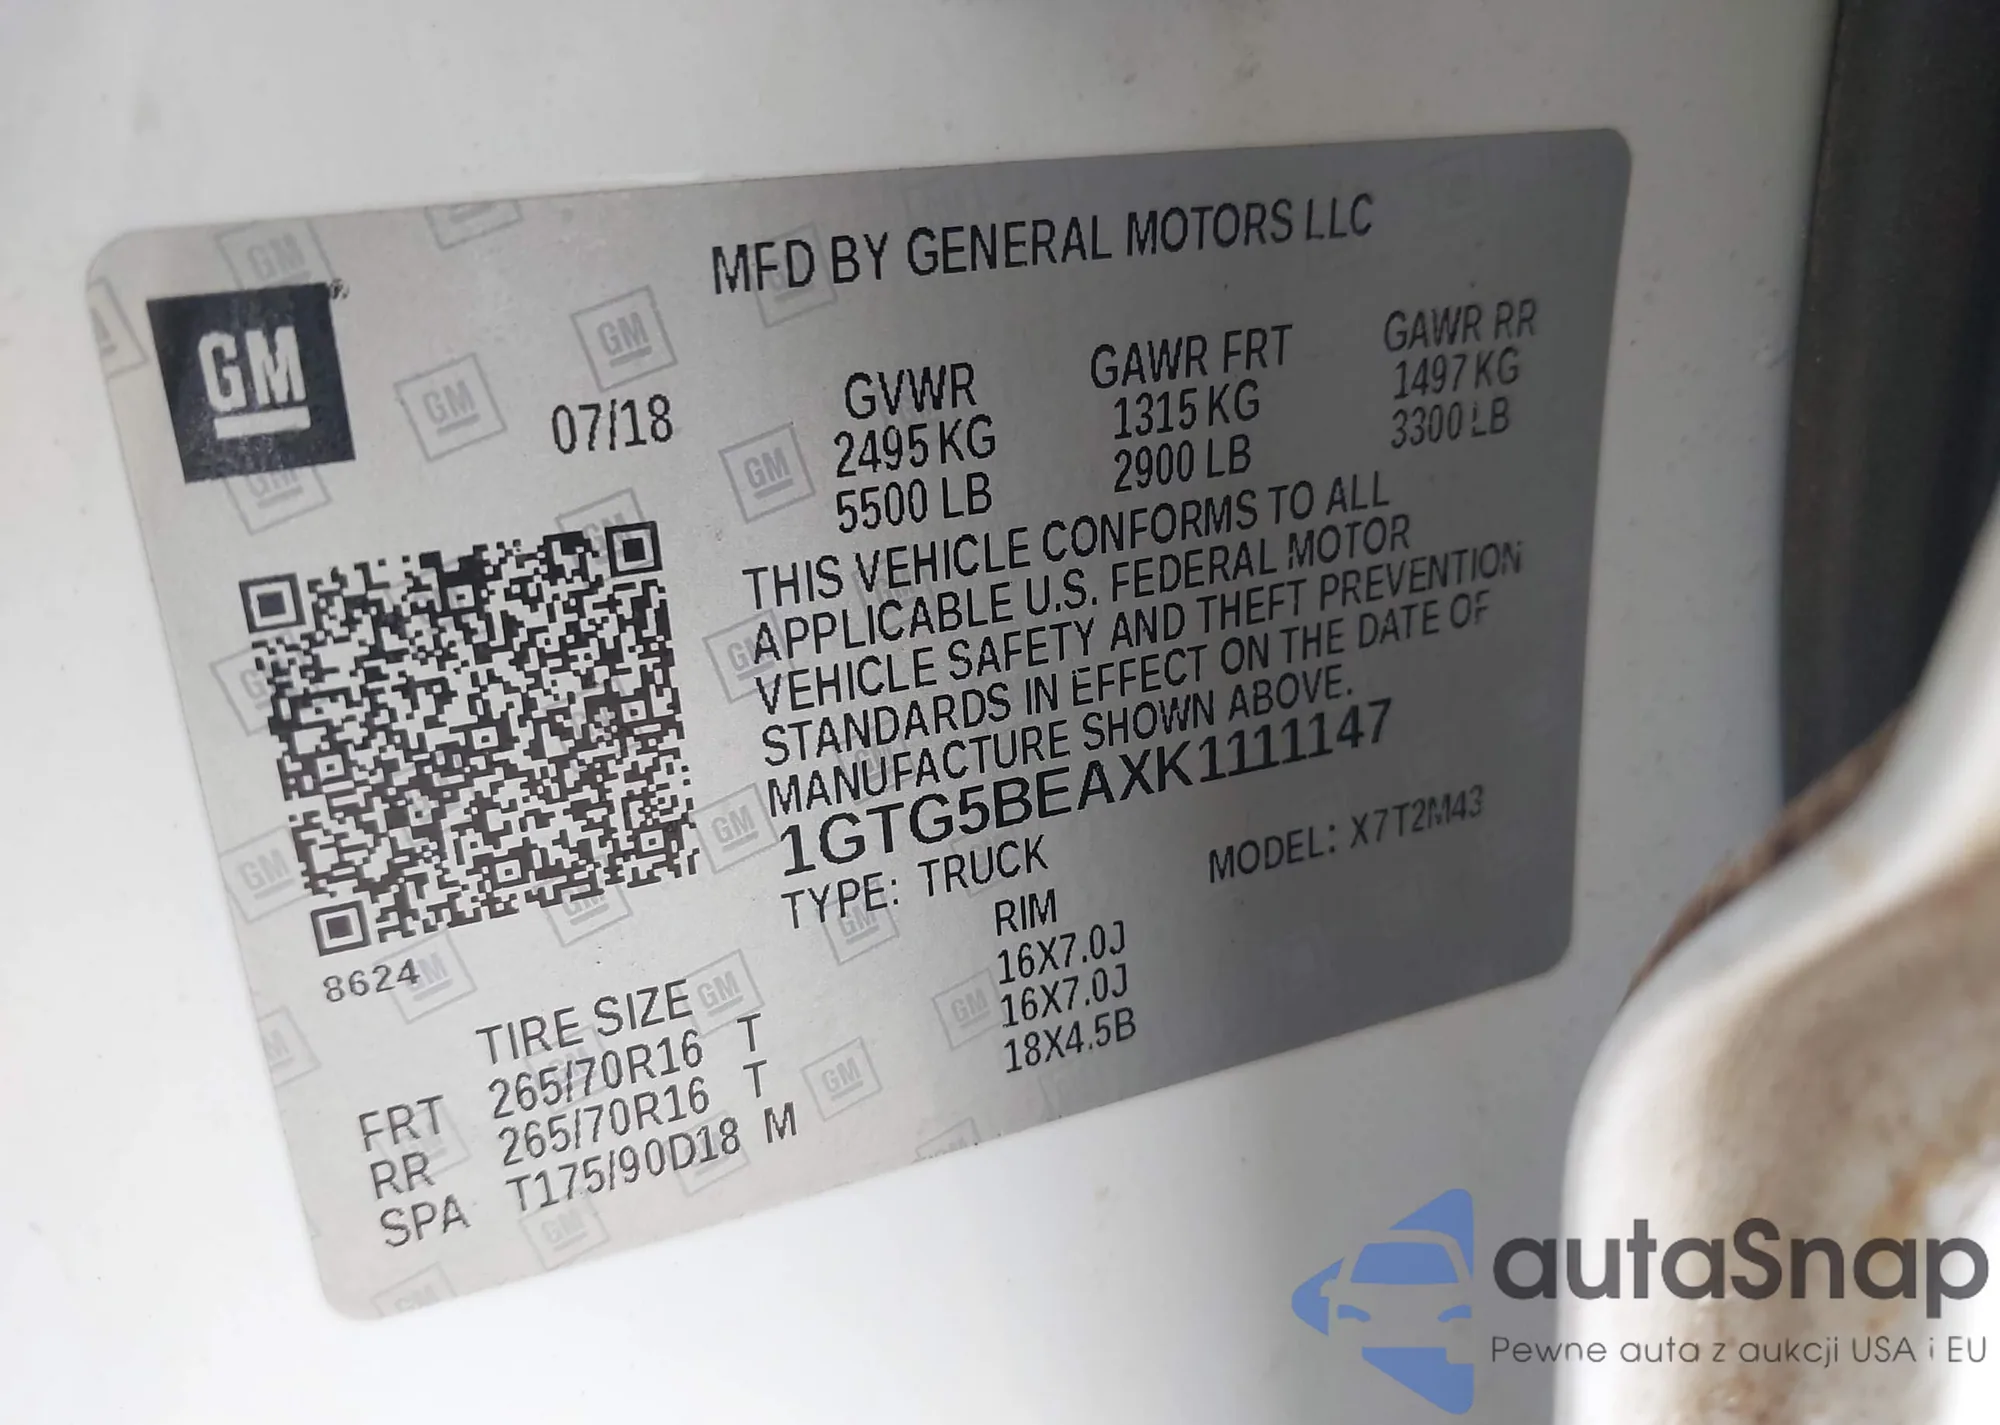 MFD BY GENERAL MOTORS LLC
GM
07/18
GVWR GAWR FRT GAWR RR
2495 KG 1315 KG 1497 KG
5500 LB 2900 LB 3300 LB
THIS VEHICLE CONFORMS TO ALL
APPLICABLE U.S. FEDERAL MOTOR
VEHICLE SAFETY AND THEFT PREVENTION
STANDARDS IN EFFECT ON THE DATE OF
MANUFACTURE SHOWN ABOVE.
1GTG5BEAXK1111147
TYPE: TRUCK MODEL: X7T2M43
8624
TIRE SIZE RIM
FRT 265/70R16 T 16X7.0J
RR 265/70R16 T 16X7.0J
SPA T175/90D18 M 18X4.5B
autaSnap
Pewne auta z aukcji USA i EU